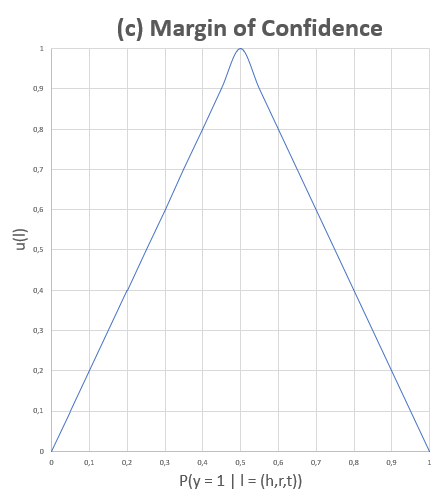 (c) Margin of Confidence
1
0,9
0,8
0,7
0,6
0,5
0,4
0,3
0,2
0,1
0
u(l)
0 0,1 0,2 0,3 0,4 0,5 0,6 0,7 0,8 0,9 1
P(y = 1 | l = (h,r,t))